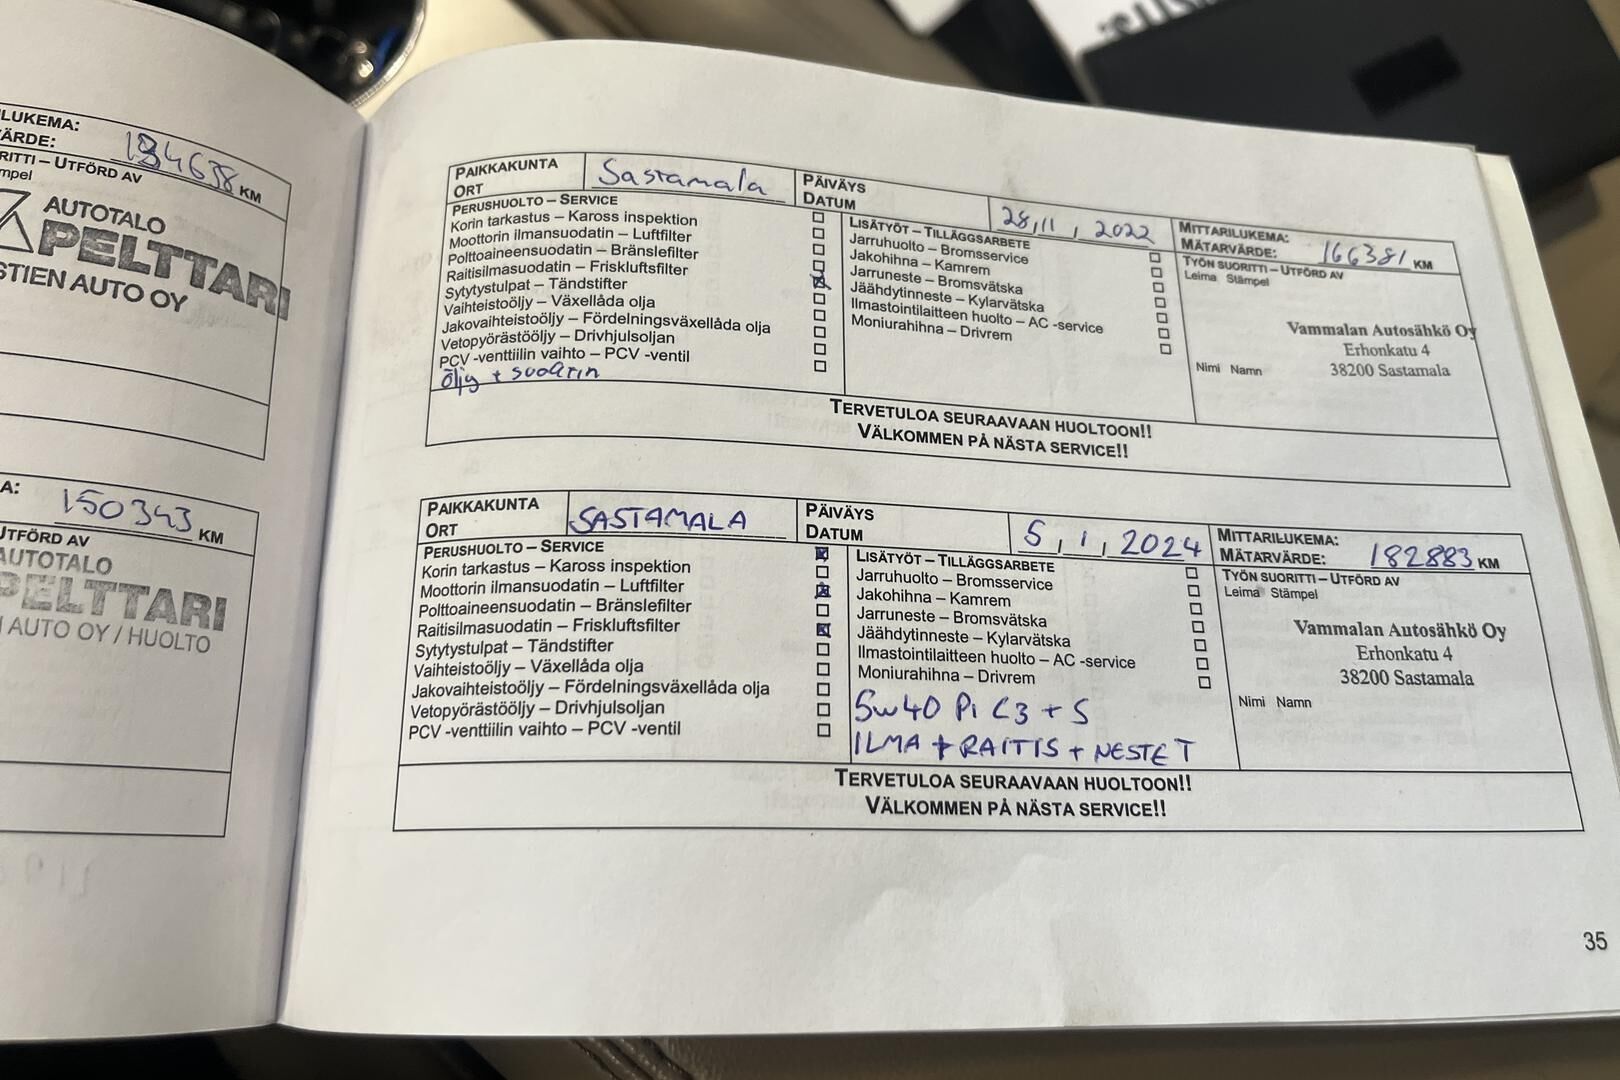 LUKEMA:
VÄRDE:
134638 KM
RITTI – UTFÖRD AV
mpel
AUTOTALO
PELTTARI
STIEN AUTO OY
A:
150343 KM
UTFÖRD AV
AUTOTALO
PELTTARI
AUTO OY / HUOLTO
PAIKKAKUNTA
ORT
Sastamala
PÄIVÄYS
DATUM
28,11, 2022
MITTARILUKEMA:
MÄTARVÄRDE: 166381 KM
PERUSHUOLTO – SERVICE
Korin tarkastus – Kaross inspektion
Moottorin ilmansuodatin – Luftfilter
Polttoaineensuodatin – Bränslefilter
Raitisilmasuodatin – Friskluftsfilter
Sytytystulpat – Tändstifter
Vaihteistoöljy – Växellåda olja
Jakovaihteistoöljy – Fördelningsväxellåda olja
Vetopyörästööljy – Drivhjulsoljan
PCV -venttiilin vaihto – PCV -ventil
Öljy + suodatin
LISÄTYÖT – TILLÄGGSARBETE
Jarruhuolto – Bromsservice
Jakohihna – Kamrem
Jarruneste – Bromsvätska
Jäähdytinneste – Kylarvätska
Ilmastointilaitteen huolto – AC -service
Moniurahihna – Drivrem
TYÖN SUORITTI – UTFÖRD AV
Leima Stämpel
Vammalan Autosähkö Oy
Erhonkatu 4
38200 Sastamala
Nimi Namn
TERVETULOA SEURAAVAAN HUOLTOON!!
VÄLKOMMEN PÅ NÄSTA SERVICE!!
PAIKKAKUNTA
ORT
SASTAMALA
PÄIVÄYS
DATUM
5, 1, 2024
MITTARILUKEMA:
MÄTARVÄRDE: 182883 KM
PERUSHUOLTO – SERVICE
Korin tarkastus – Kaross inspektion
Moottorin ilmansuodatin – Luftfilter
Polttoaineensuodatin – Bränslefilter
Raitisilmasuodatin – Friskluftsfilter
Sytytystulpat – Tändstifter
Vaihteistoöljy – Växellåda olja
Jakovaihteistoöljy – Fördelningsväxellåda olja
Vetopyörästööljy – Drivhjulsoljan
PCV -venttiilin vaihto – PCV -ventil
LISÄTYÖT – TILLÄGGSARBETE
Jarruhuolto – Bromsservice
Jakohihna – Kamrem
Jarruneste – Bromsvätska
Jäähdytinneste – Kylarvätska
Ilmastointilaitteen huolto – AC -service
Moniurahihna – Drivrem
5w40 Pi C3 + S
ILMA + RAITIS + NESTET
TYÖN SUORITTI – UTFÖRD AV
Leima Stämpel
Vammalan Autosähkö Oy
Erhonkatu 4
38200 Sastamala
Nimi Namn
TERVETULOA SEURAAVAAN HUOLTOON!!
VÄLKOMMEN PÅ NÄSTA SERVICE!!
35